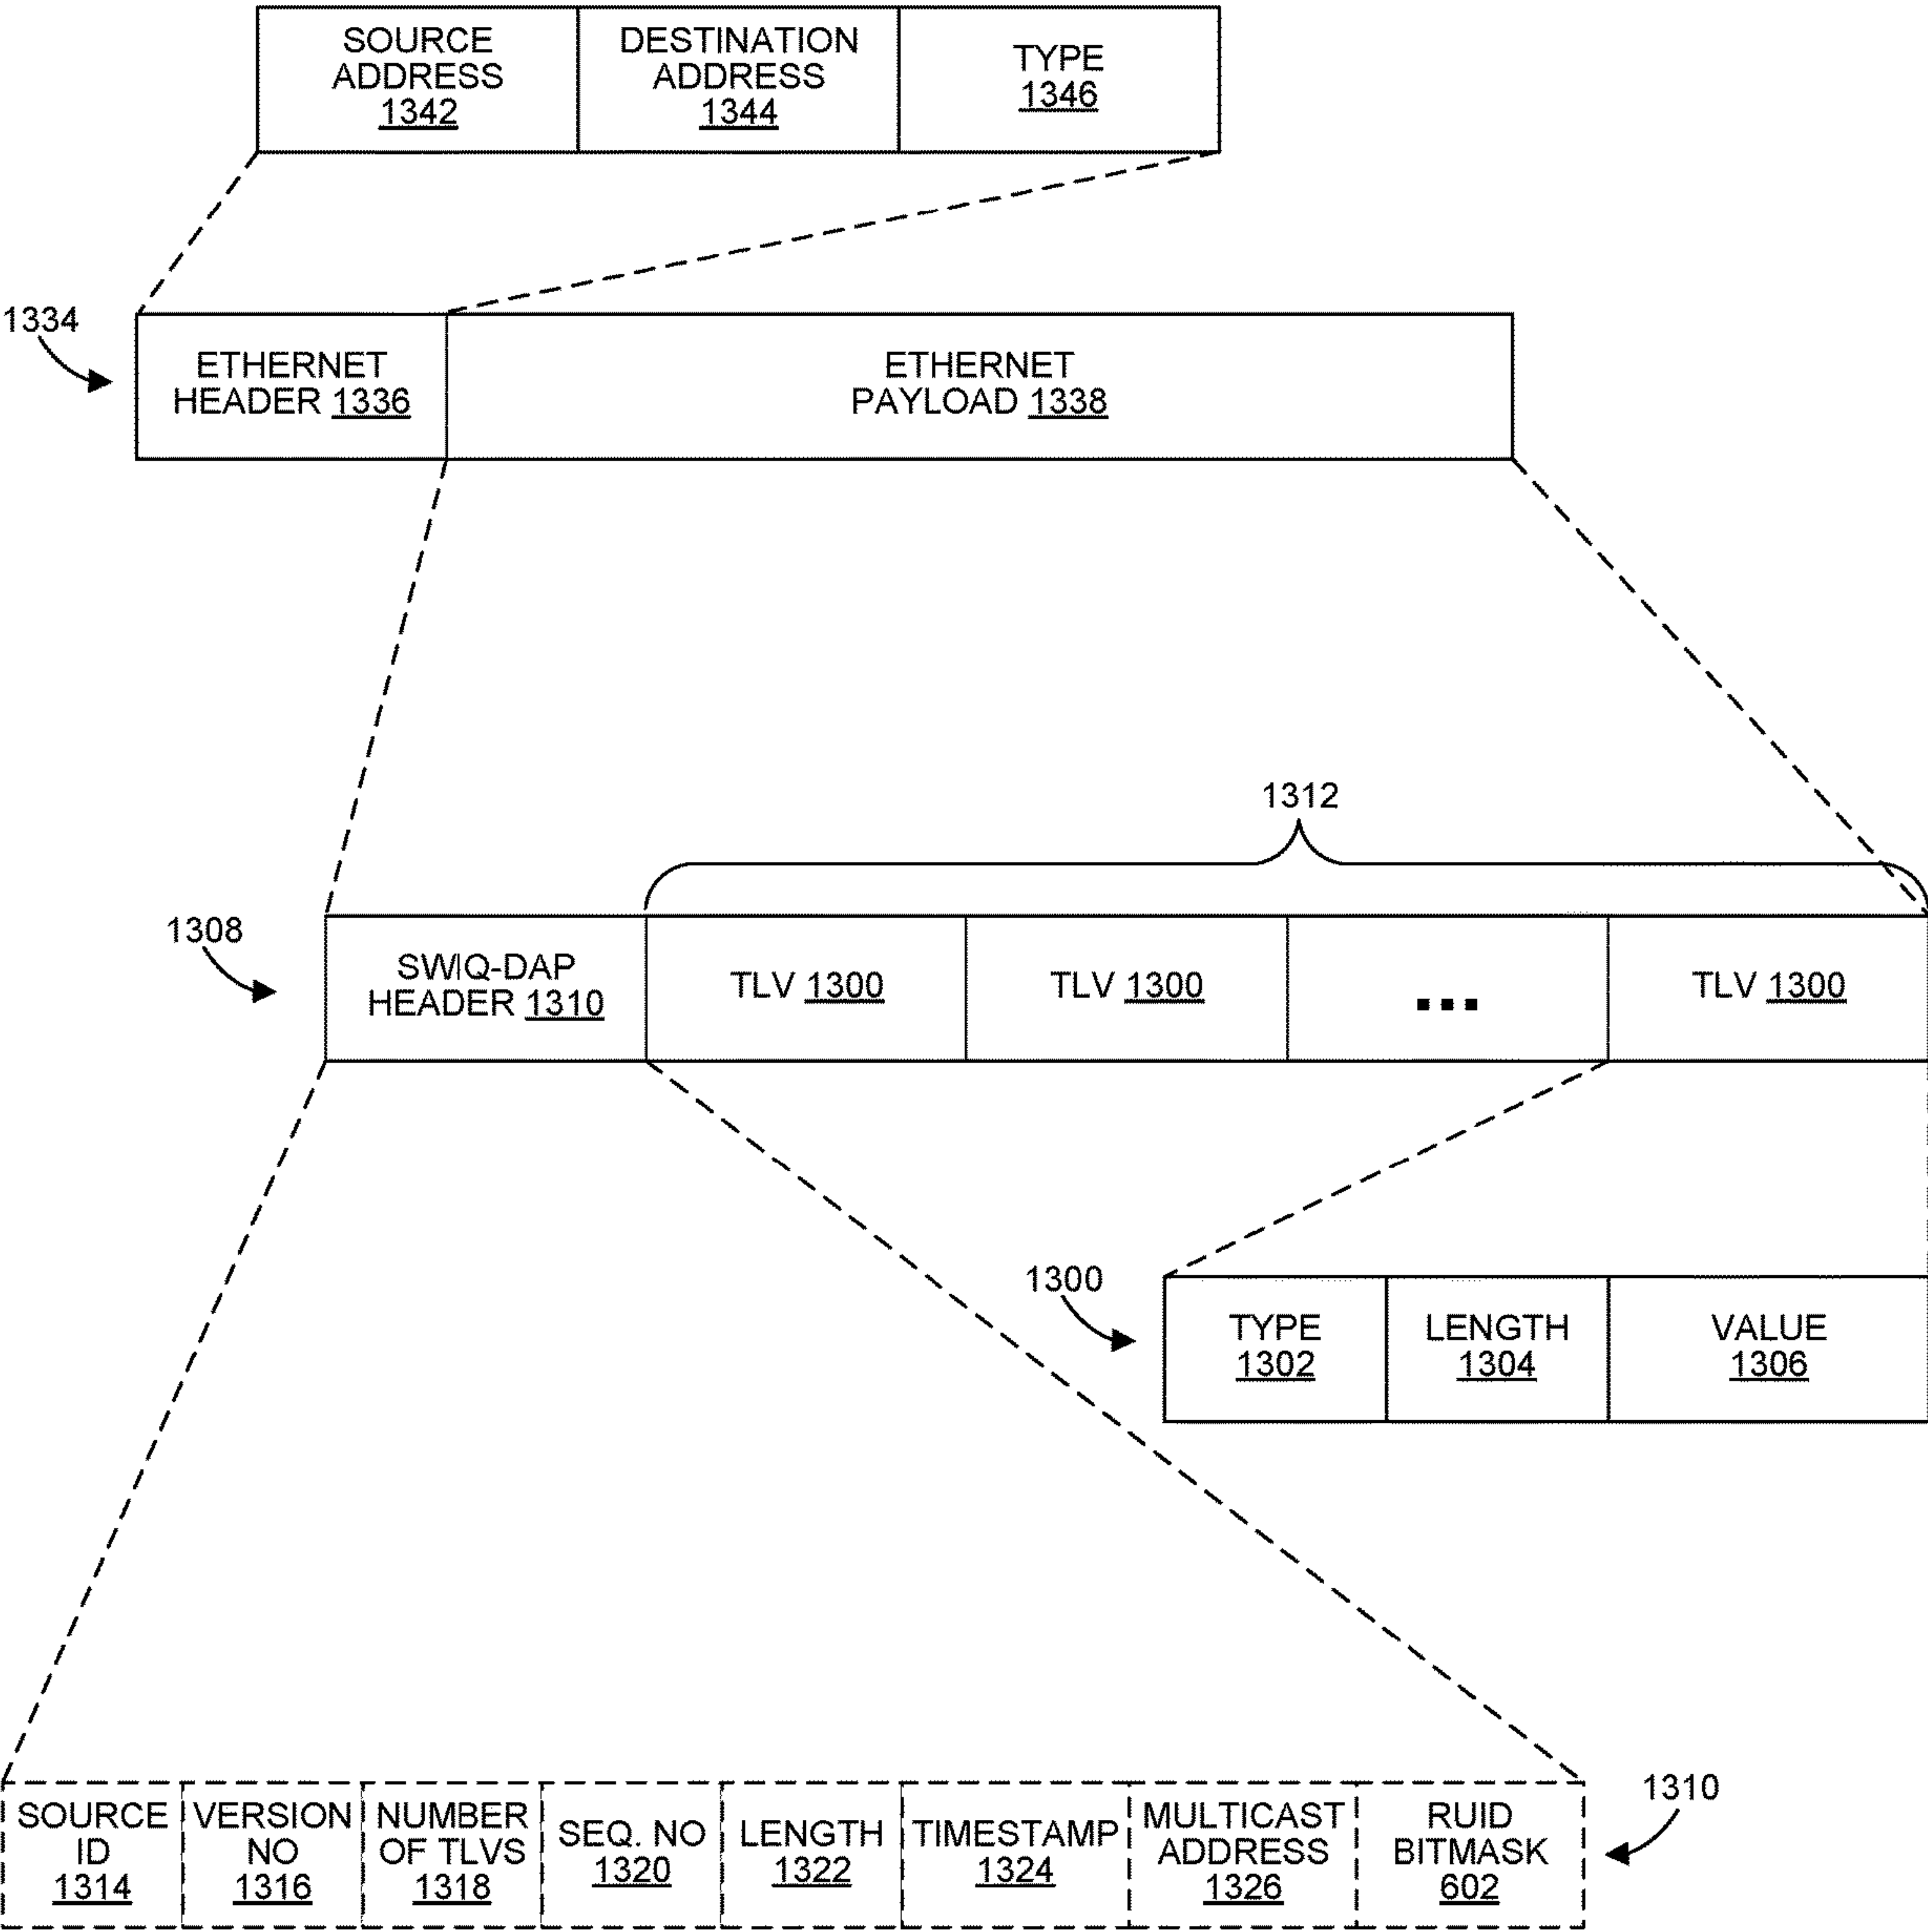 SOURCE
ADDRESS
1342
DESTINATION
ADDRESS
1344
TYPE
1346
1334
ETHERNET
HEADER 1336
ETHERNET
PAYLOAD 1338
1312
1308
SWIQ-DAP
HEADER 1310
TLV 1300
TLV 1300
...
TLV 1300
1300
TYPE
1302
LENGTH
1304
VALUE
1306
SOURCE
ID
1314
VERSION
NO
1316
NUMBER
OF TLVS
1318
SEQ. NO
1320
LENGTH
1322
TIMESTAMP
1324
MULTICAST
ADDRESS
1326
RUID
BITMASK
602
1310